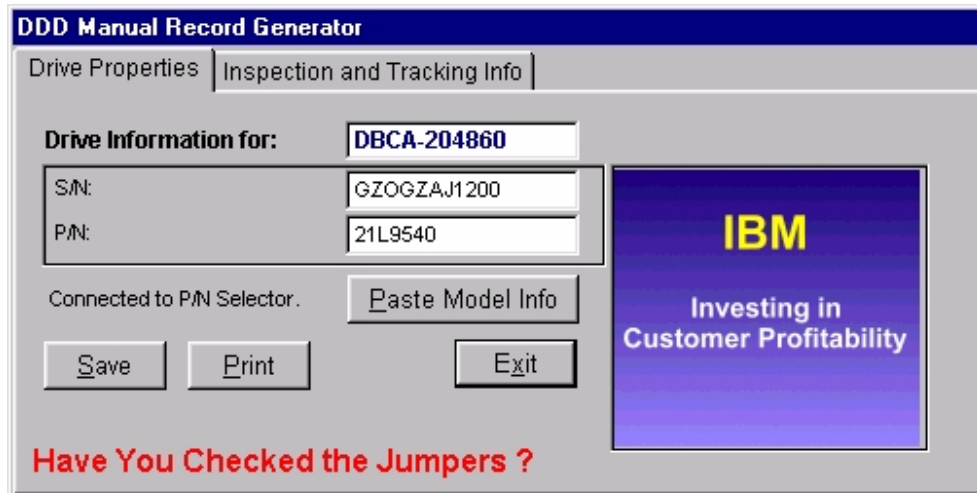 DDD Manual Record Generator
Drive Properties
Inspection and Tracking Info
Drive Information for:
DBCA-204860
S/N:
GZOGZAJ1200
P/N:
21L9540
Connected to P/N Selector.
Paste Model Info
Save
Print
Exit
IBM
Investing in
Customer Profitability
Have You Checked the Jumpers ?